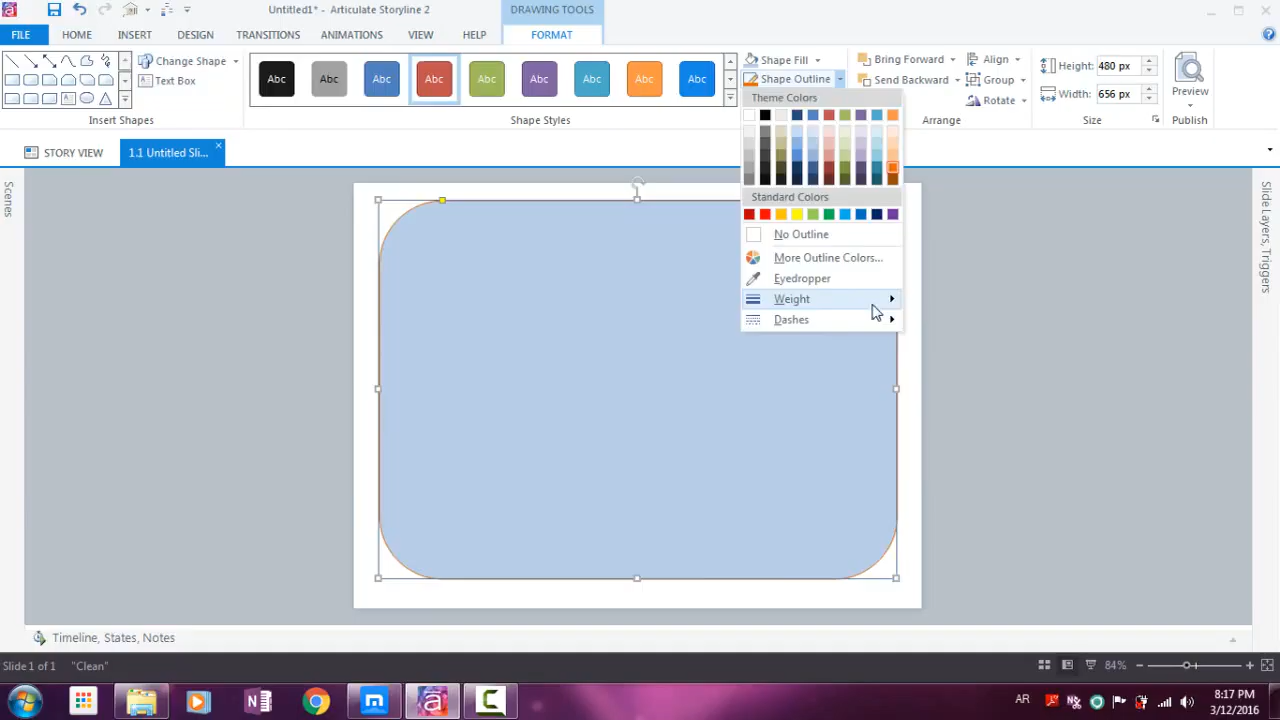 Untitled1* - Articulate Storyline 2
DRAWING TOOLS
FILE HOME INSERT DESIGN TRANSITIONS ANIMATIONS VIEW HELP FORMAT
Change Shape
Text Box
Insert Shapes
Abc Abc Abc Abc Abc Abc Abc Abc Abc
Shape Styles
Shape Fill
Shape Outline
Bring Forward
Send Backward
Align
Group
Rotate
Arrange
Height: 480 px
Width: 656 px
Size
Preview
Publish
STORY VIEW
1.1 Untitled Sli...
Theme Colors
Standard Colors
No Outline
More Outline Colors...
Eyedropper
Weight
Dashes
Scenes
Slide Layers, Triggers
Timeline, States, Notes
Slide 1 of 1 "Clean"
84%
AR
8:17 PM
3/12/2016